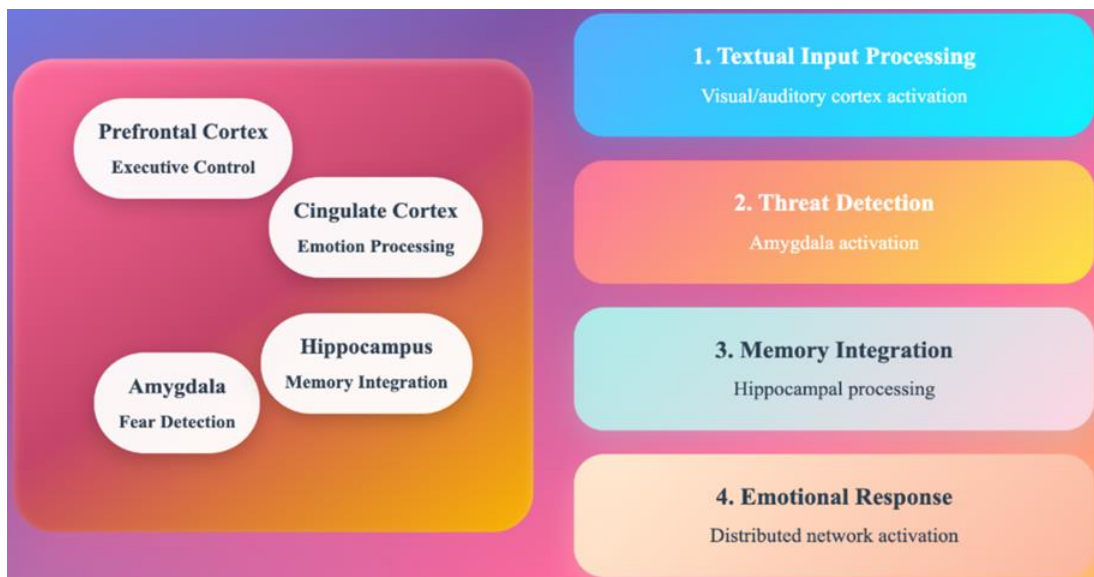 Prefrontal Cortex
Executive Control
Cingulate Cortex
Emotion Processing
Hippocampus
Memory Integration
Amygdala
Fear Detection
1. Textual Input Processing
Visual/auditory cortex activation
2. Threat Detection
Amygdala activation
3. Memory Integration
Hippocampal processing
4. Emotional Response
Distributed network activation